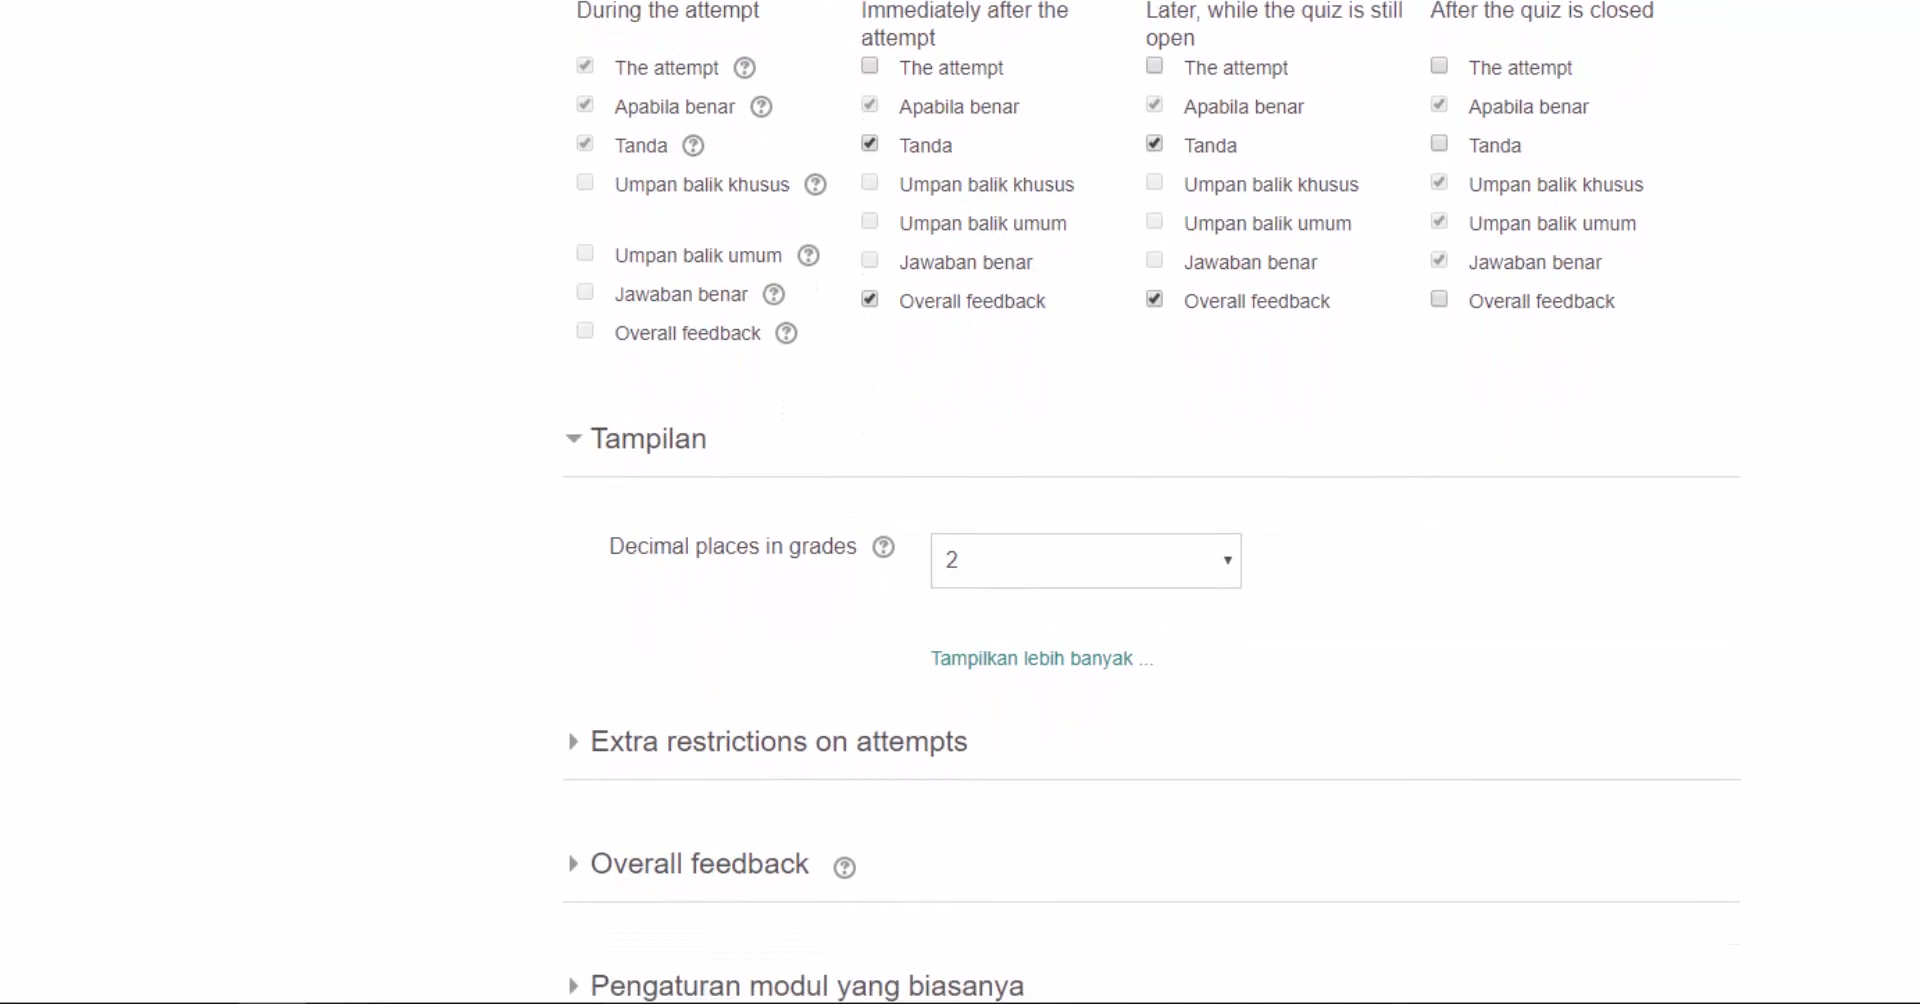 During the attempt
The attempt
Apabila benar
Tanda
Umpan balik khusus
Umpan balik umum
Jawaban benar
Overall feedback
Immediately after the
attempt
The attempt
Apabila benar
Tanda
Umpan balik khusus
Umpan balik umum
Jawaban benar
Overall feedback
Later, while the quiz is still
open
The attempt
Apabila benar
Tanda
Umpan balik khusus
Umpan balik umum
Jawaban benar
Overall feedback
After the quiz is closed
The attempt
Apabila benar
Tanda
Umpan balik khusus
Umpan balik umum
Jawaban benar
Overall feedback
Tampilan
Decimal places in grades
2
Tampilkan lebih banyak ...
Extra restrictions on attempts
Overall feedback
Pengaturan modul yang biasanya